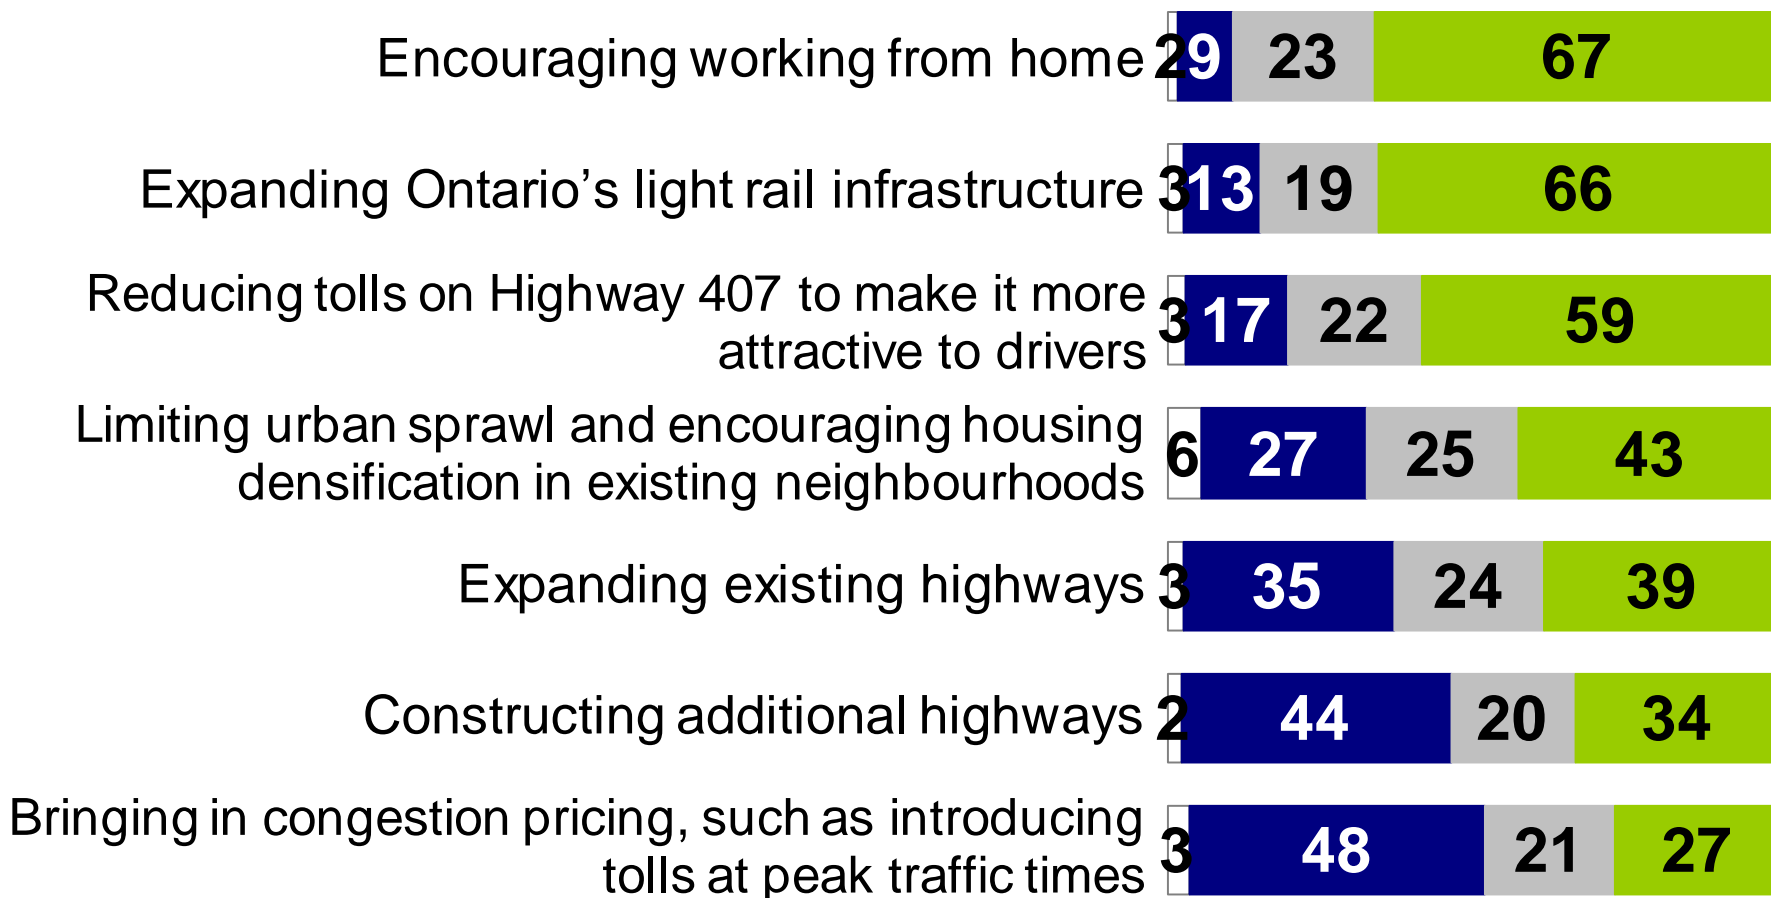 Encouraging working from home 2 9 23 67
Expanding Ontario’s light rail infrastructure 3 13 19 66
Reducing tolls on Highway 407 to make it more
attractive to drivers
3 17 22 59
Limiting urban sprawl and encouraging housing
densification in existing neighbourhoods
6 27 25 43
Expanding existing highways 3 35 24 39
Constructing additional highways 2 44 20 34
Bringing in congestion pricing, such as introducing
tolls at peak traffic times
3 48 21 27